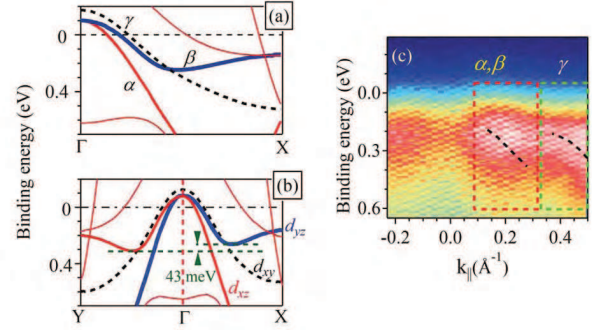 (a)
γ
β
α
0
0.4
Γ
X
Binding energy (eV)
(b)
0
0.4
d_yz
d_xy
d_xz
43 meV
Y
Γ
X
(c)
α,β
γ
Binding energy (eV)
0.0
0.3
0.6
-0.2
0.0
0.2
0.4
k_∥(Å⁻¹)